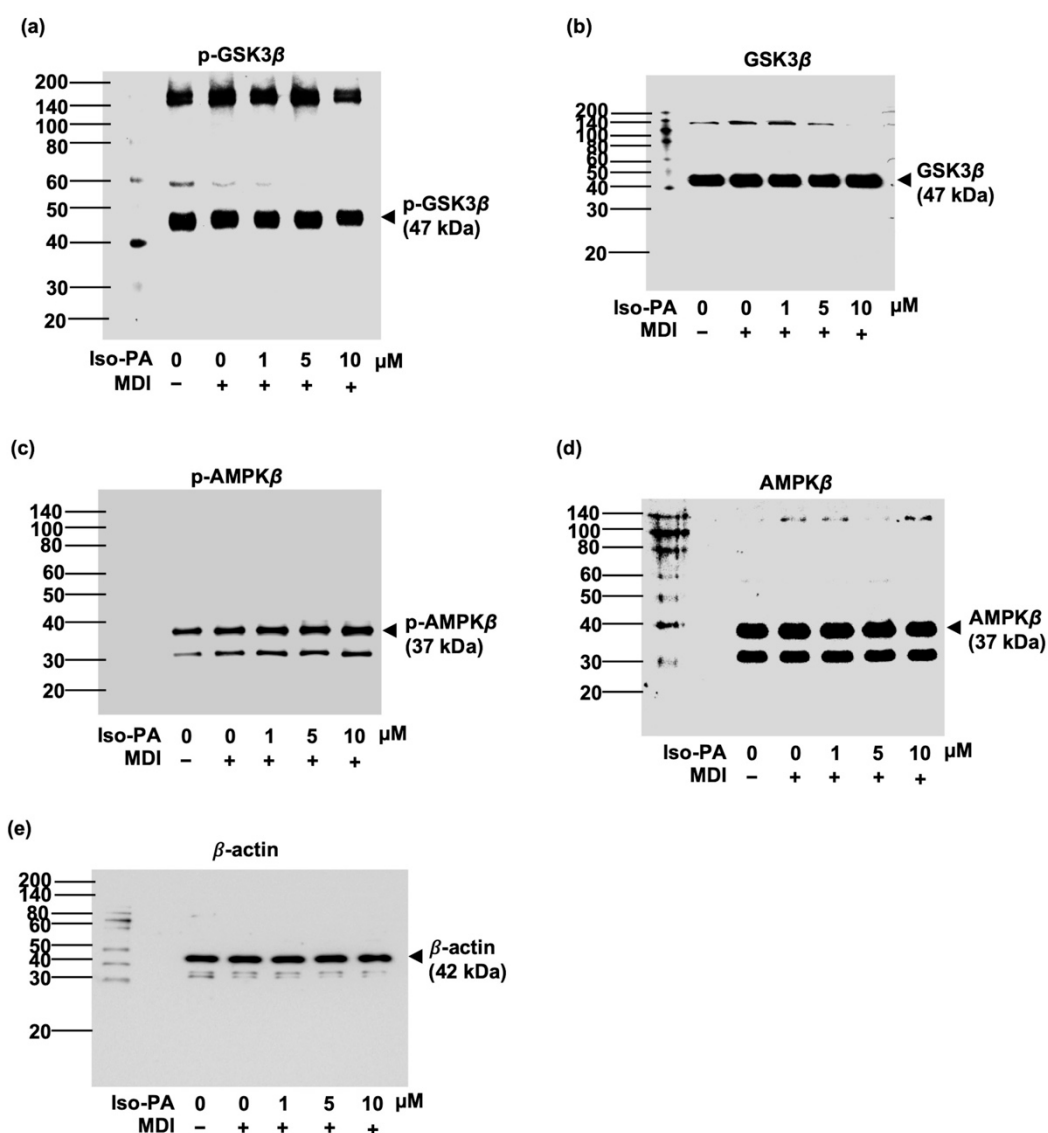 (a)
p-GSK3β
200
140
100
80
60
50
40
30
20
p-GSK3β
(47 kDa)
Iso-PA 0 0 1 5 10 μM
MDI – + + + +
(b)
GSK3β
200
140
100
80
60
40
30
20
GSK3β
(47 kDa)
Iso-PA 0 0 1 5 10 μM
MDI – + + + +
(c)
p-AMPKβ
140
100
80
60
50
40
30
20
p-AMPKβ
(37 kDa)
Iso-PA 0 0 1 5 10 μM
MDI – + + + +
(d)
AMPKβ
140
100
80
60
50
40
30
20
AMPKβ
(37 kDa)
Iso-PA 0 0 1 5 10 μM
MDI – + + + +
(e)
β-actin
200
140
80
60
50
40
30
20
β-actin
(42 kDa)
Iso-PA 0 0 1 5 10 μM
MDI – + + + +